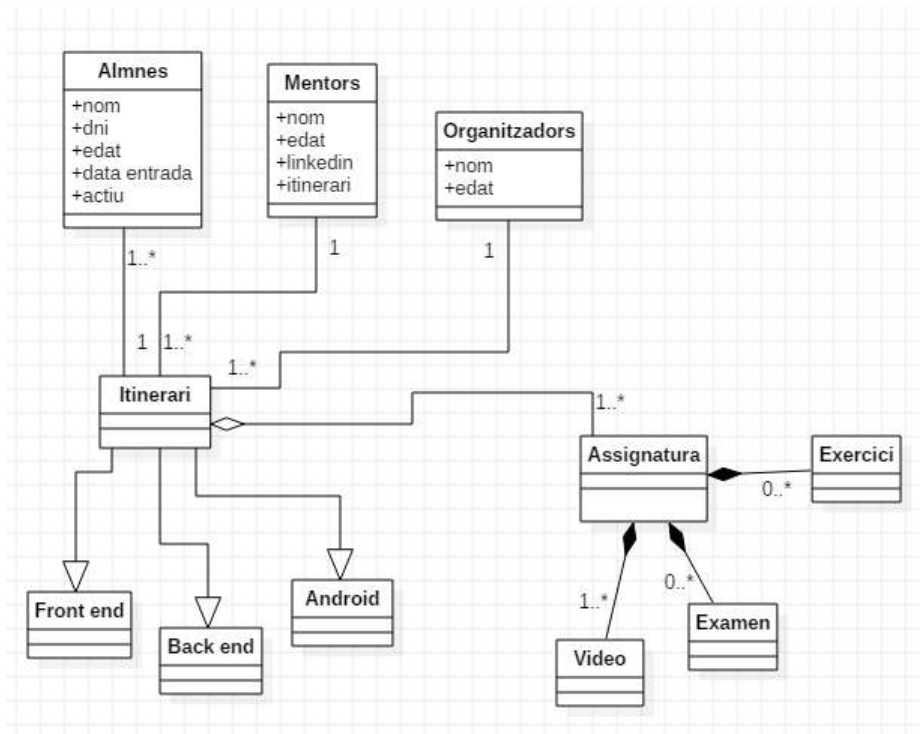 Almnes
+nom
+dni
+edat
+data entrada
+actiu
Mentors
+nom
+edat
+linkedin
+itinerari
Organitzadors
+nom
+edat
1..*
1
1
1
1..*
1..*
Itinerari
1..*
Assignatura
Exercici
0..*
Front end
Back end
Android
1..*
0..*
Video
Examen